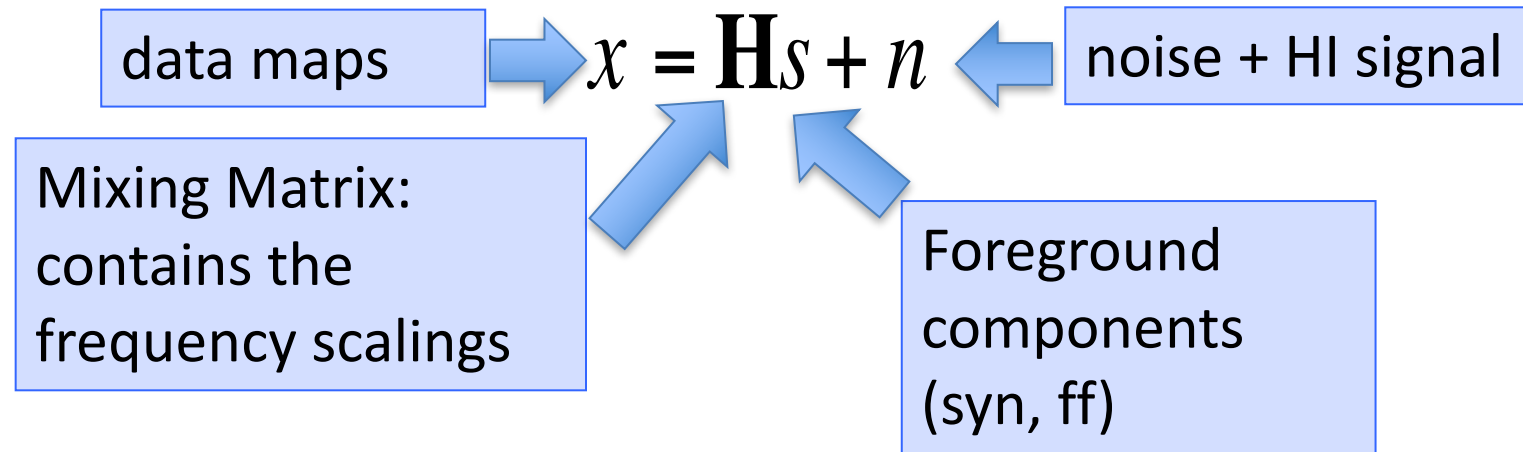 data maps
x = Hs + n
noise + HI signal
Mixing Matrix:
contains the
frequency scalings
Foreground
components
(syn, ff)